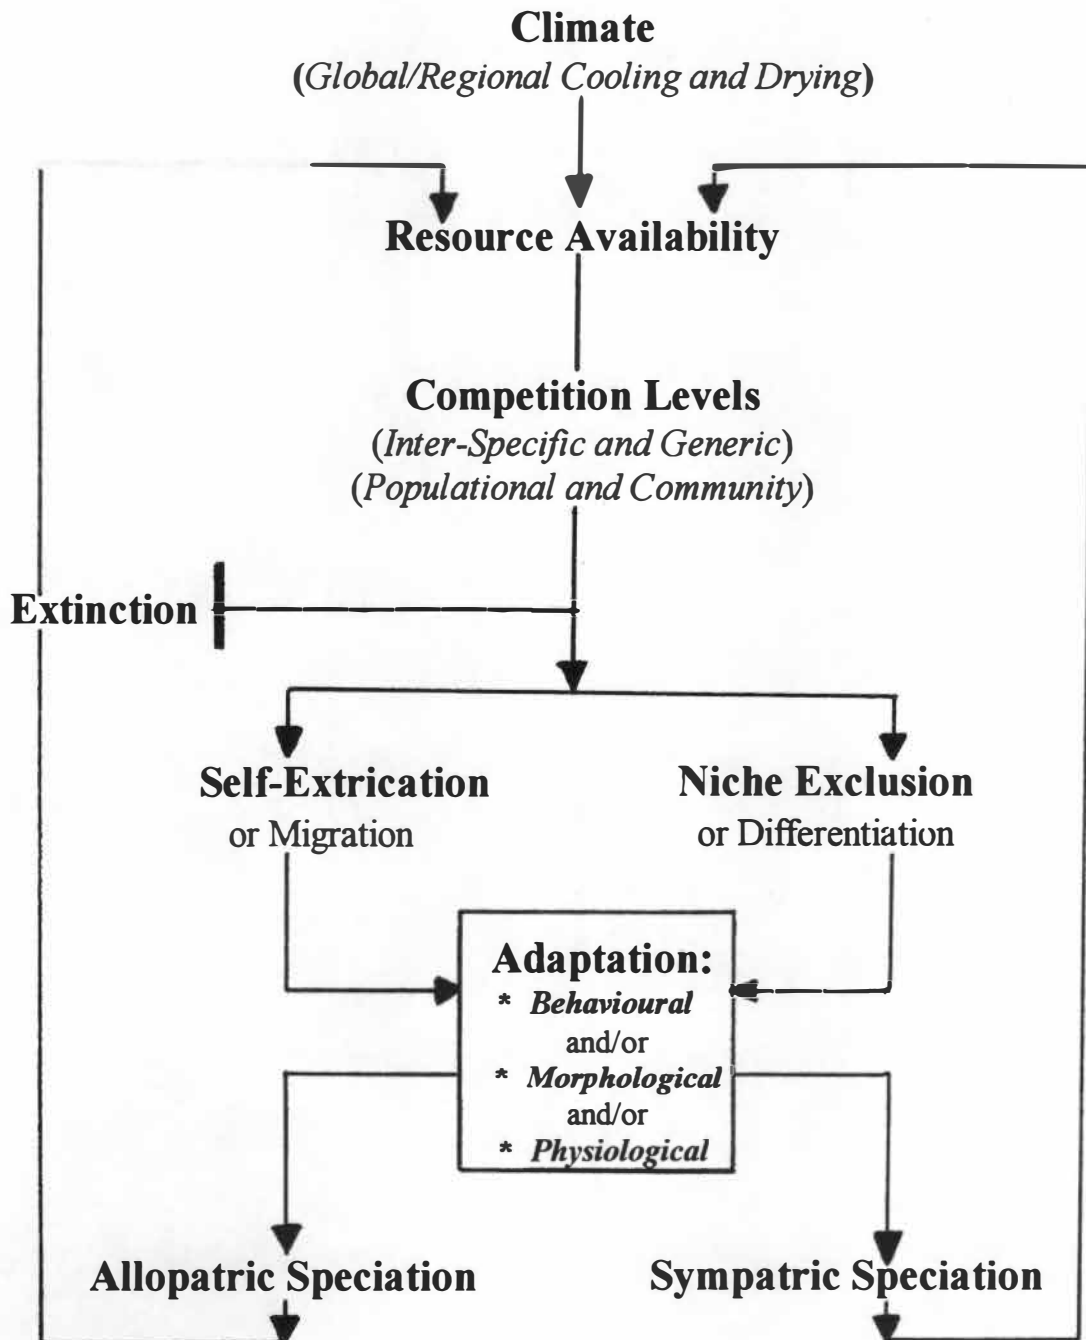 Climate
(Global/Regional Cooling and Drying)
Resource Availability
Competition Levels
(Inter-Specific and Generic)
(Populational and Community)
Extinction
Self-Extrication
or Migration
Niche Exclusion
or Differentiation
Adaptation:
* Behavioural
and/or
* Morphological
and/or
* Physiological
Allopatric Speciation
Sympatric Speciation